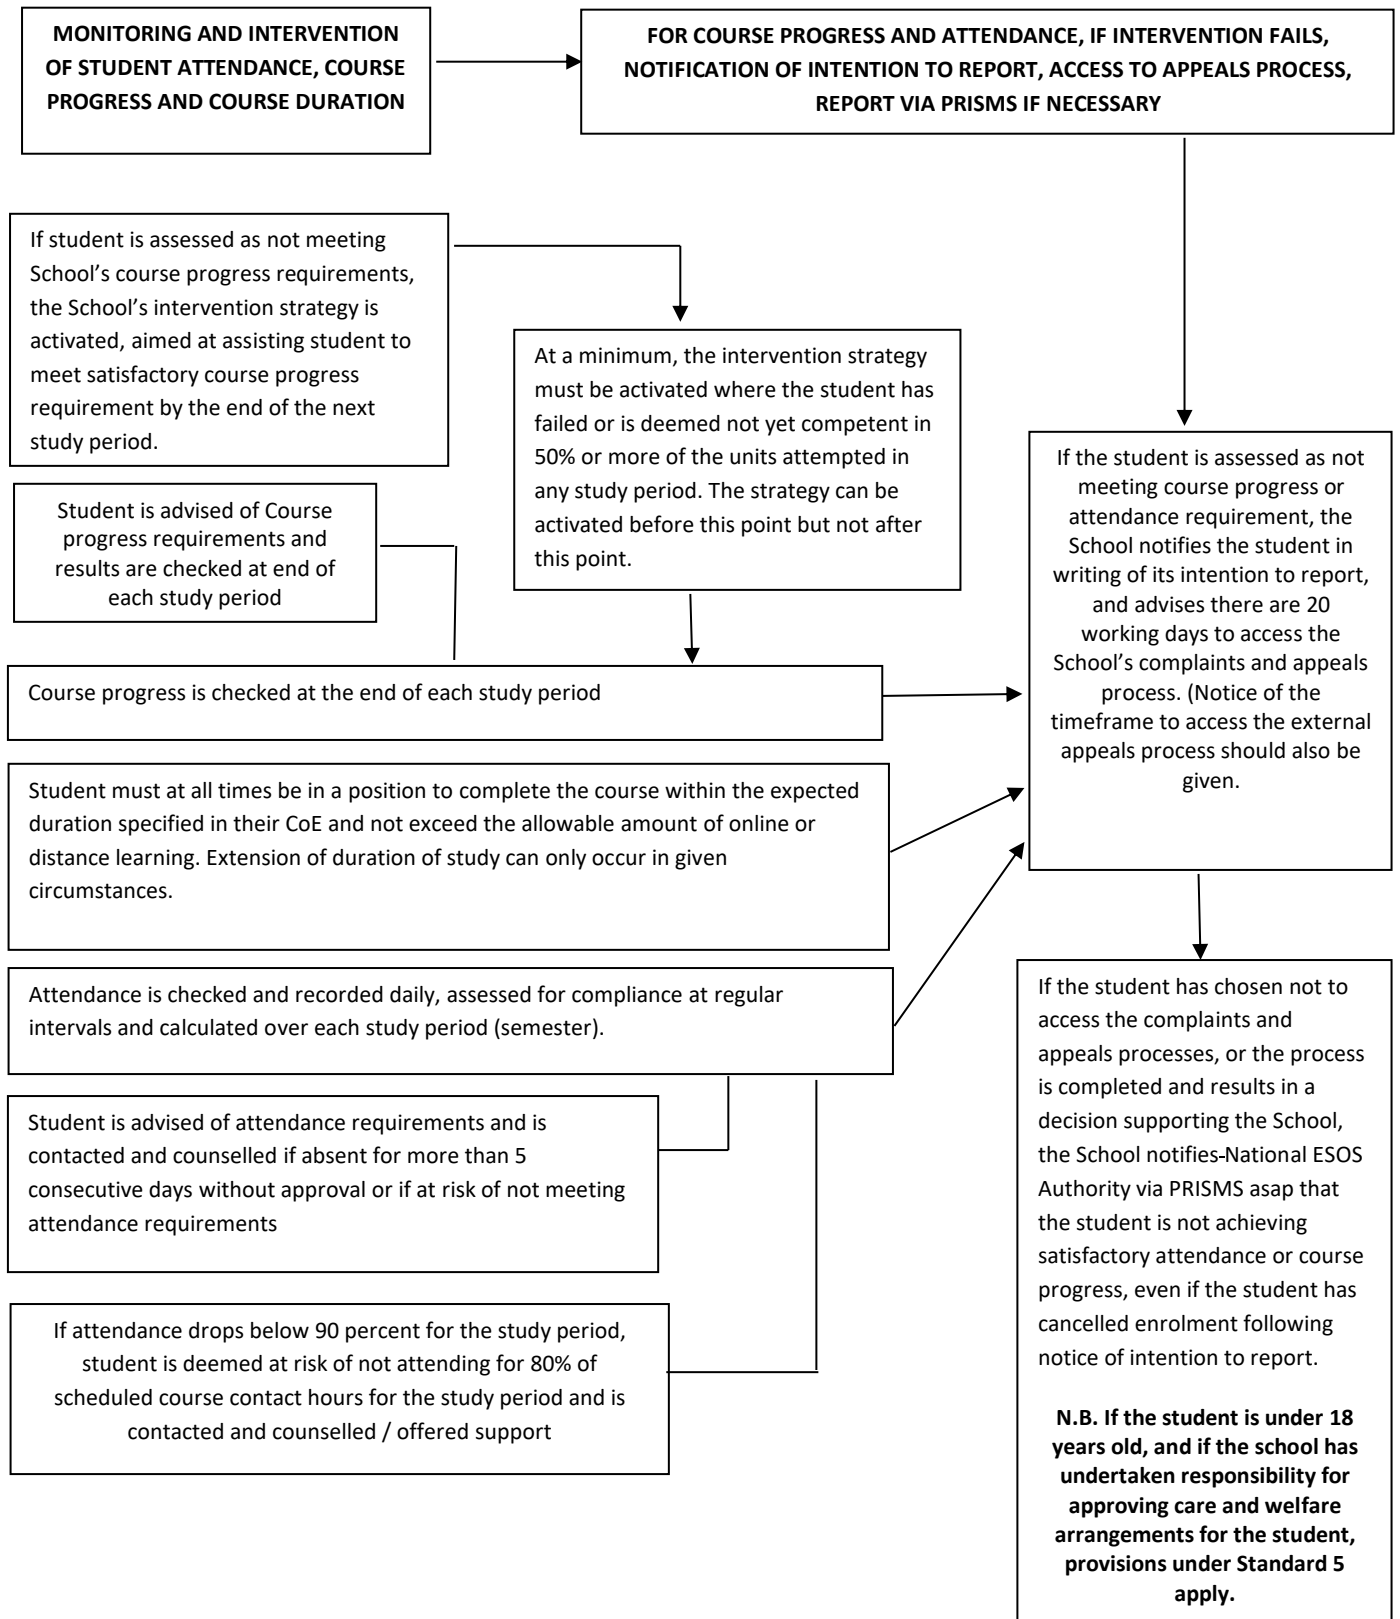 MONITORING AND INTERVENTION
OF STUDENT ATTENDANCE, COURSE
PROGRESS AND COURSE DURATION
FOR COURSE PROGRESS AND ATTENDANCE, IF INTERVENTION FAILS,
NOTIFICATION OF INTENTION TO REPORT, ACCESS TO APPEALS PROCESS,
REPORT VIA PRISMS IF NECESSARY
If student is assessed as not meeting
School’s course progress requirements,
the School’s intervention strategy is
activated, aimed at assisting student to
meet satisfactory course progress
requirement by the end of the next
study period.
At a minimum, the intervention strategy
must be activated where the student has
failed or is deemed not yet competent in
50% or more of the units attempted in
any study period. The strategy can be
activated before this point but not after
this point.
Student is advised of Course
progress requirements and
results are checked at end of
each study period
Course progress is checked at the end of each study period
Student must at all times be in a position to complete the course within the expected
duration specified in their CoE and not exceed the allowable amount of online or
distance learning. Extension of duration of study can only occur in given
circumstances.
Attendance is checked and recorded daily, assessed for compliance at regular
intervals and calculated over each study period (semester).
Student is advised of attendance requirements and is
contacted and counselled if absent for more than 5
consecutive days without approval or if at risk of not meeting
attendance requirements
If attendance drops below 90 percent for the study period,
student is deemed at risk of not attending for 80% of
scheduled course contact hours for the study period and is
contacted and counselled / offered support
If the student is assessed as not
meeting course progress or
attendance requirement, the
School notifies the student in
writing of its intention to report,
and advises there are 20
working days to access the
School’s complaints and appeals
process. (Notice of the
timeframe to access the external
appeals process should also be
given.
If the student has chosen not to
access the complaints and
appeals processes, or the process
is completed and results in a
decision supporting the School,
the School notifies-National ESOS
Authority via PRISMS asap that
the student is not achieving
satisfactory attendance or course
progress, even if the student has
cancelled enrolment following
notice of intention to report.
N.B. If the student is under 18
years old, and if the school has
undertaken responsibility for
approving care and welfare
arrangements for the student,
provisions under Standard 5
apply.